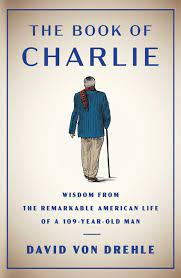 THE BOOK OF
CHARLIE
WISDOM FROM
THE REMARKABLE AMERICAN LIFE
OF A 109-YEAR-OLD MAN
DAVID VON DREHLE